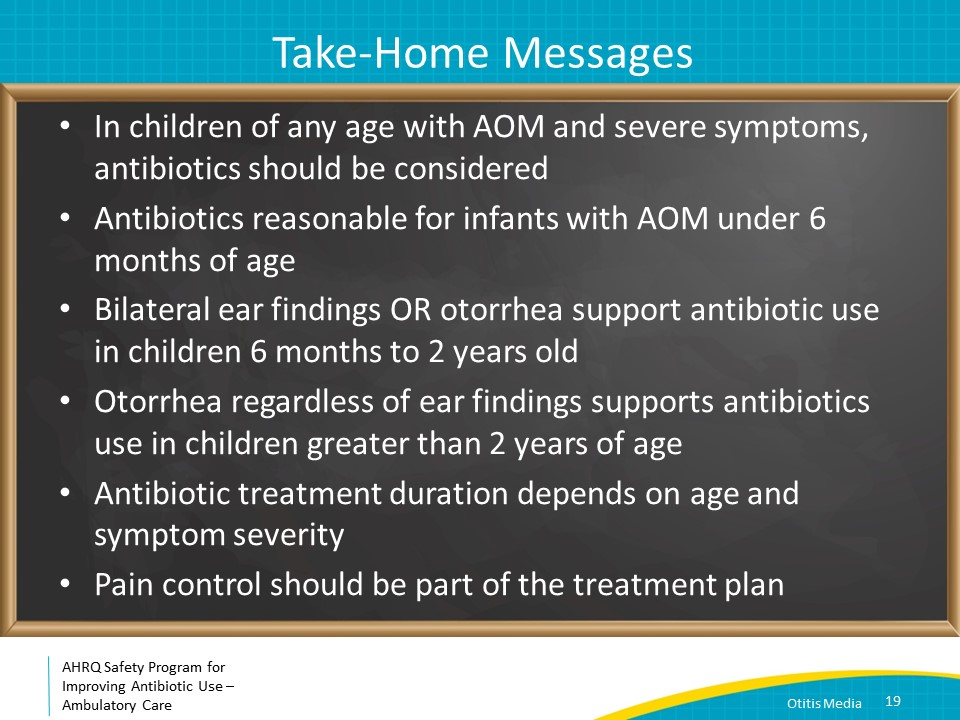 Take-Home Messages
• In children of any age with AOM and severe symptoms,
antibiotics should be considered
• Antibiotics reasonable for infants with AOM under 6
months of age
• Bilateral ear findings OR otorrhea support antibiotic use
in children 6 months to 2 years old
• Otorrhea regardless of ear findings supports antibiotics
use in children greater than 2 years of age
• Antibiotic treatment duration depends on age and
symptom severity
• Pain control should be part of the treatment plan
AHRQ Safety Program for
Improving Antibiotic Use –
Ambulatory Care
Otitis Media 19